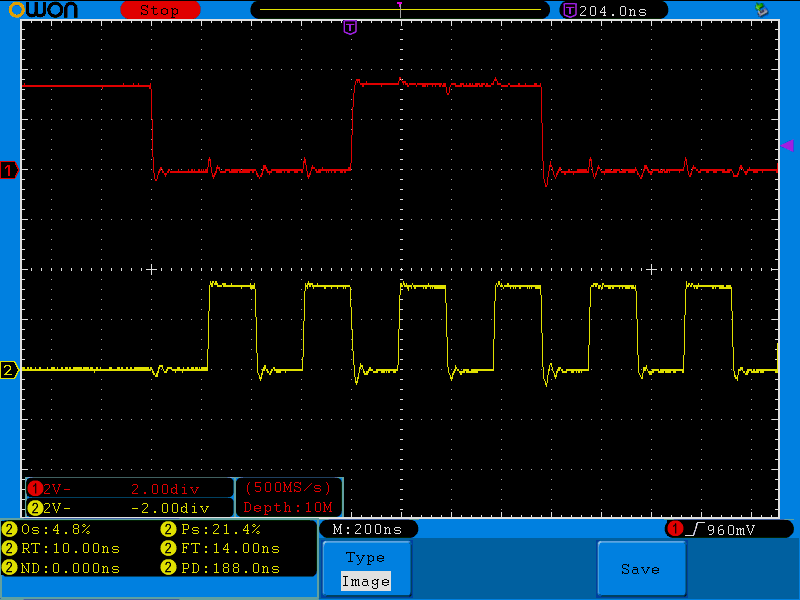 OWON Stop T 204.0ns
T
1
2
1 2V- 2.00div (500MS/s)
2 2V- -2.00div Depth:10M
2 Os:4.8% 2 Ps:21.4% M:200ns 1 960mV
2 RT:10.00ns 2 FT:14.00ns Type
2 ND:0.000ns 2 PD:188.0ns Image Save